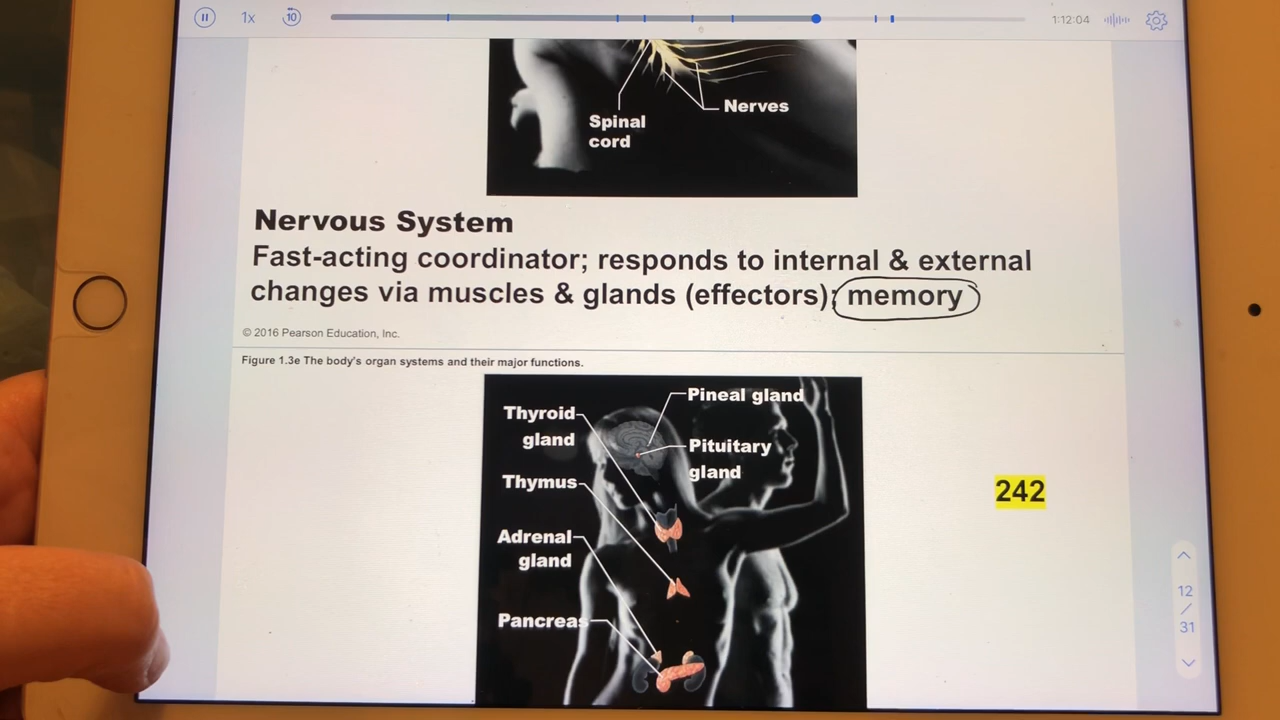 1x
10
1:12:04
Spinal
cord
Nerves
Nervous System
Fast-acting coordinator; responds to internal & external
changes via muscles & glands (effectors); memory
© 2016 Pearson Education, Inc.
Figure 1.3e The body's organ systems and their major functions.
Pineal gland
Thyroid
gland
Pituitary
gland
Thymus
242
Adrenal
gland
Pancreas
12
/
31